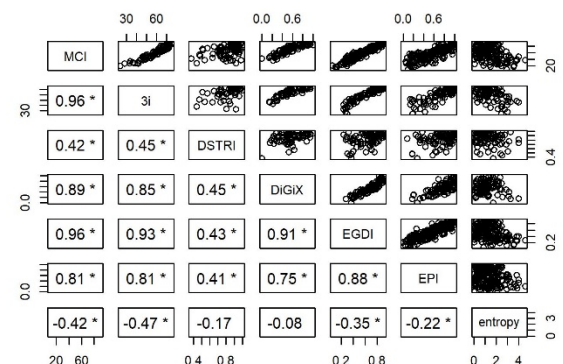 30 60 0.0 0.6 0.0 0.6
MCI 20
30 0.96 * 3i
0.42 * 0.45 * DSTRI 0.4
0.0 0.89 * 0.85 * 0.45 * DiGiX
0.96 * 0.93 * 0.43 * 0.91 * EGDI 0.2
0.0 0.81 * 0.81 * 0.41 * 0.75 * 0.88 * EPI
-0.42 * -0.47 * -0.17 -0.08 -0.35 * -0.22 * entropy 0 3
20 60 0.4 0.8 0.2 0.8 0 2 4